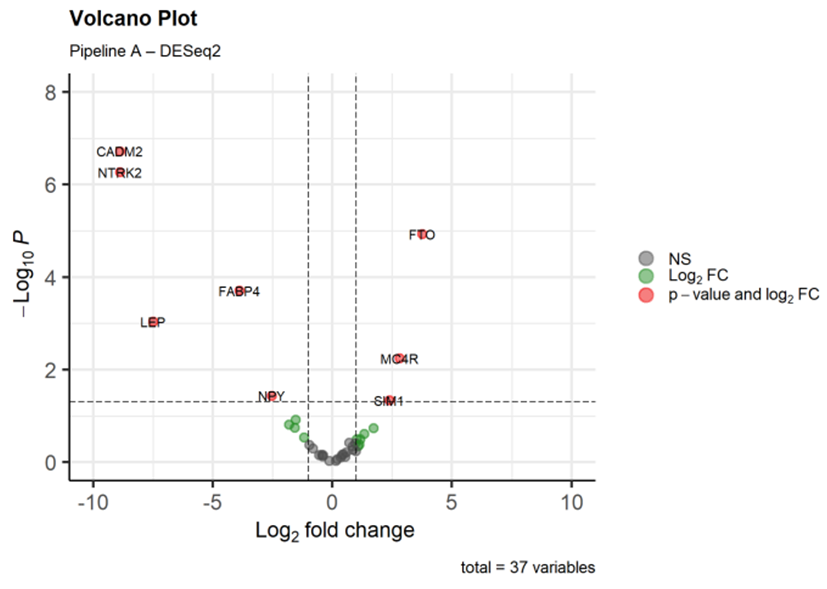 Volcano Plot
Pipeline A – DESeq2
8
CADM2
NTRK2
6
FTO
4
FABP4
LEP
MC4R
2
NPY
SIM1
0
-10 -5 0 5 10
−Log10 P
Log2 fold change
NS
Log2 FC
p – value and log2 FC
total = 37 variables